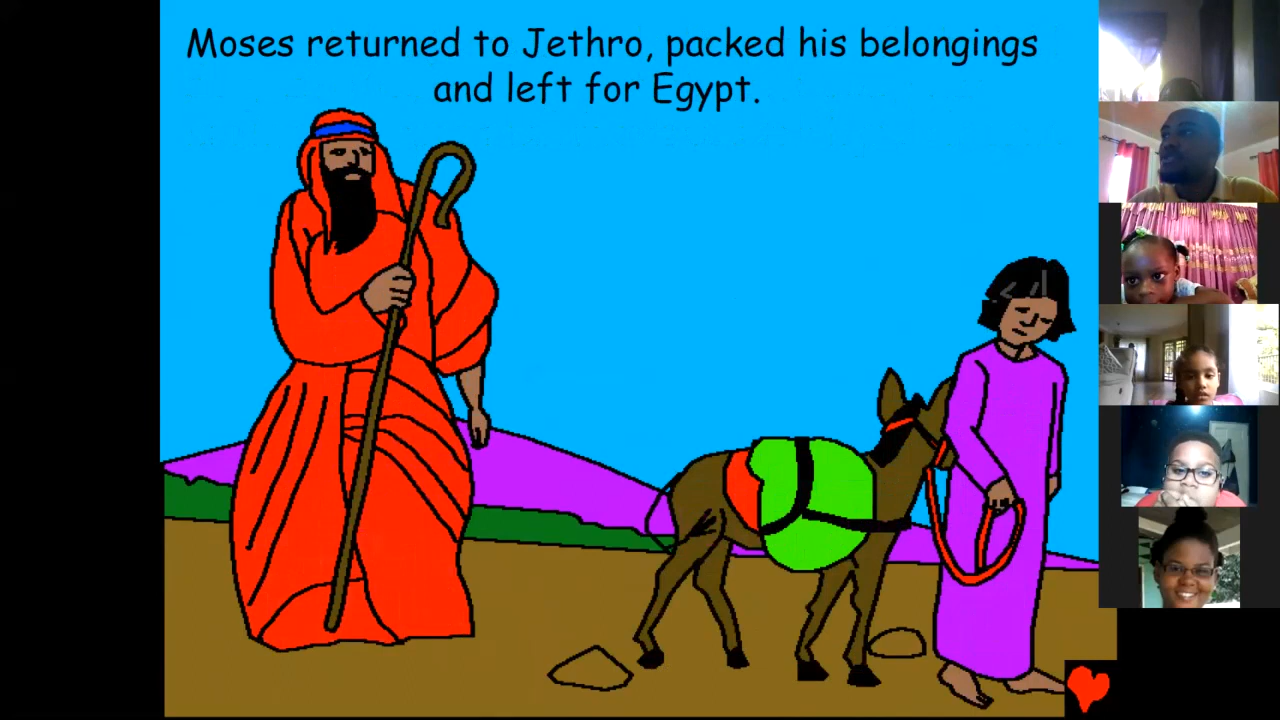 Moses returned to Jethro, packed his belongings
and left for Egypt.